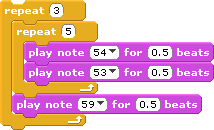 repeat 3
repeat 5
play note 54 for 0.5 beats
play note 53 for 0.5 beats
play note 59 for 0.5 beats